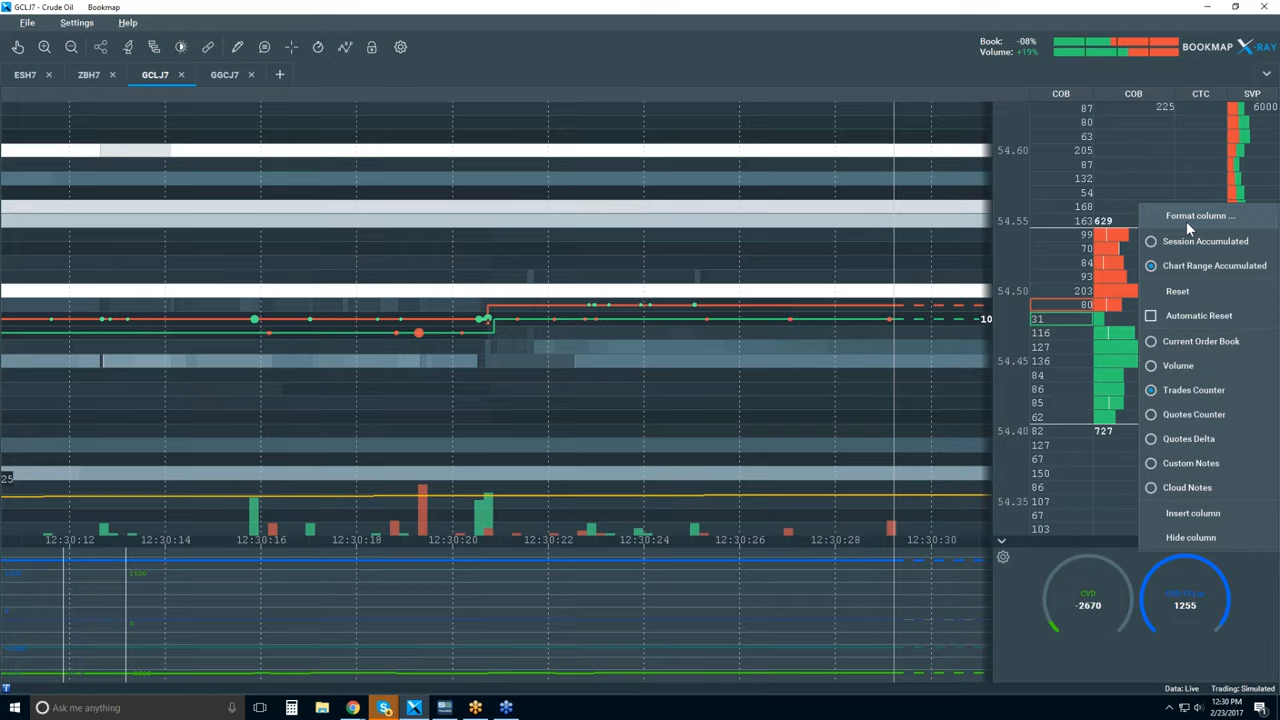 GCLJ7 - Crude Oil Bookmap
File Settings Help
Book: -08%
Volume: +19%
BOOKMAP X-RAY
ESH7 × ZBH7 × GCLJ7 × GGCJ7 × +
COB COB CTC SVP
87 225 6000
80
63
54.60 205
87
132
54
168
54.55 163 629
99
70
84
93
54.50 203
80
10 31
116
127
54.45 136
84
86
85
62
54.40 82 727
127
67
150
86
54.35 107
67
103
Format column ...
Session Accumulated
Chart Range Accumulated
Reset
Automatic Reset
Current Order Book
Volume
Trades Counter
Quotes Counter
Quotes Delta
Custom Notes
Cloud Notes
Insert column
Hide column
25
12:30:12 12:30:14 12:30:16 12:30:18 12:30:20 12:30:22 12:30:24 12:30:26 12:30:28 12:30:30
0
CVD
-2670
1255
Data: Live Trading: Simulated
Ask me anything
12:30 PM
2/23/2017